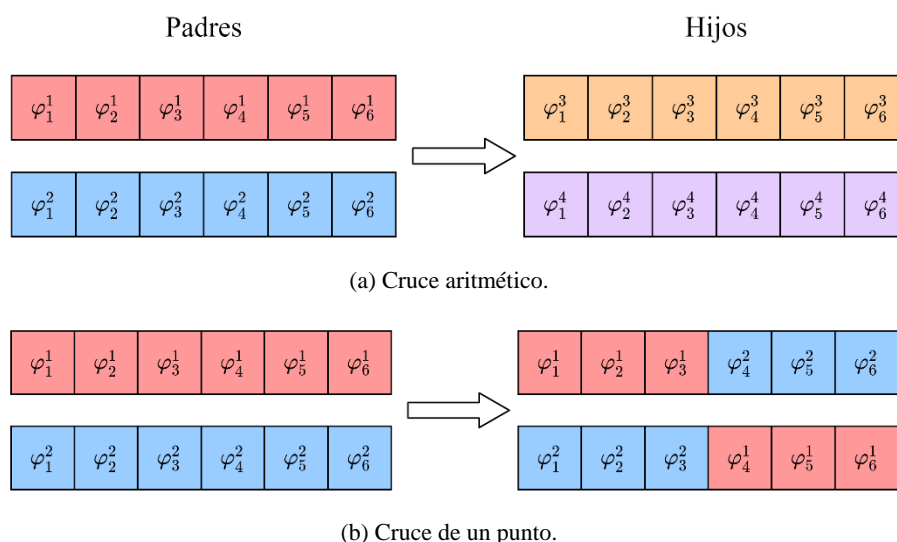 Padres Hijos
φ₁¹ φ₂¹ φ₃¹ φ₄¹ φ₅¹ φ₆¹ φ₁³ φ₂³ φ₃³ φ₄³ φ₅³ φ₆³
φ₁² φ₂² φ₃² φ₄² φ₅² φ₆² φ₁⁴ φ₂⁴ φ₃⁴ φ₄⁴ φ₅⁴ φ₆⁴
(a) Cruce aritmético.
φ₁¹ φ₂¹ φ₃¹ φ₄¹ φ₅¹ φ₆¹ φ₁¹ φ₂¹ φ₃¹ φ₄² φ₅² φ₆²
φ₁² φ₂² φ₃² φ₄² φ₅² φ₆² φ₁² φ₂² φ₃² φ₄¹ φ₅¹ φ₆¹
(b) Cruce de un punto.